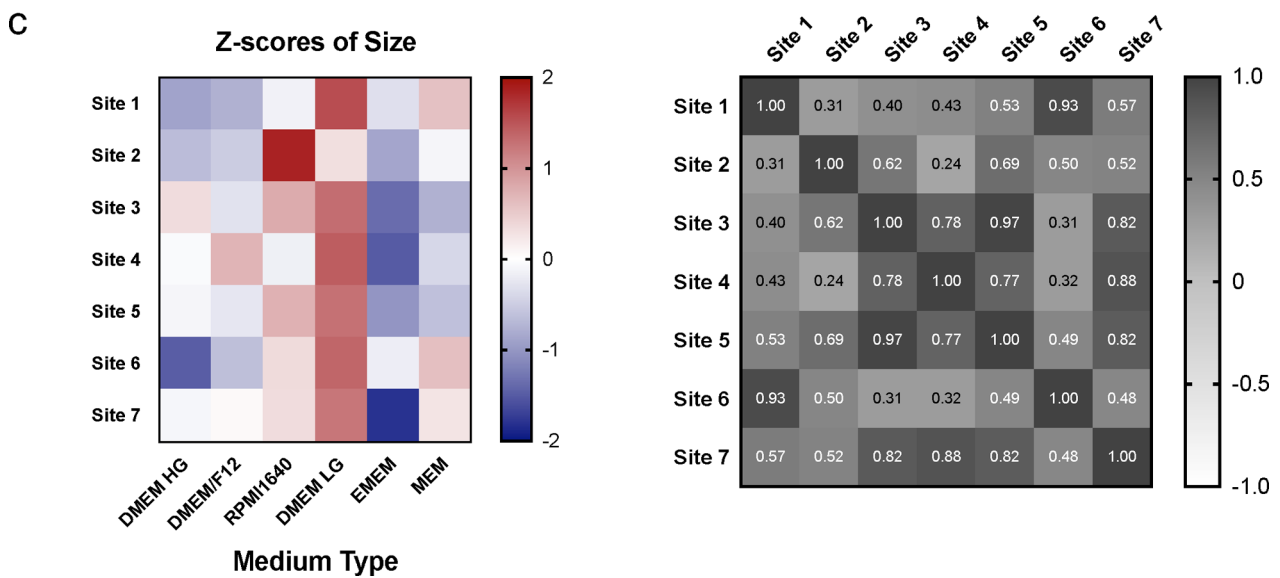 C
Z-scores of Size
Site 1
Site 2
Site 3
Site 4
Site 5
Site 6
Site 7
DMEM HG
DMEM/F12
RPMI1640
DMEM LG
EMEM
MEM
Medium Type
2
1
0
-1
-2
Site 1 Site 2 Site 3 Site 4 Site 5 Site 6 Site 7
Site 1 1.00 0.31 0.40 0.43 0.53 0.93 0.57
Site 2 0.31 1.00 0.62 0.24 0.69 0.50 0.52
Site 3 0.40 0.62 1.00 0.78 0.97 0.31 0.82
Site 4 0.43 0.24 0.78 1.00 0.77 0.32 0.88
Site 5 0.53 0.69 0.97 0.77 1.00 0.49 0.82
Site 6 0.93 0.50 0.31 0.32 0.49 1.00 0.48
Site 7 0.57 0.52 0.82 0.88 0.82 0.48 1.00
1.0
0.5
0
-0.5
-1.0